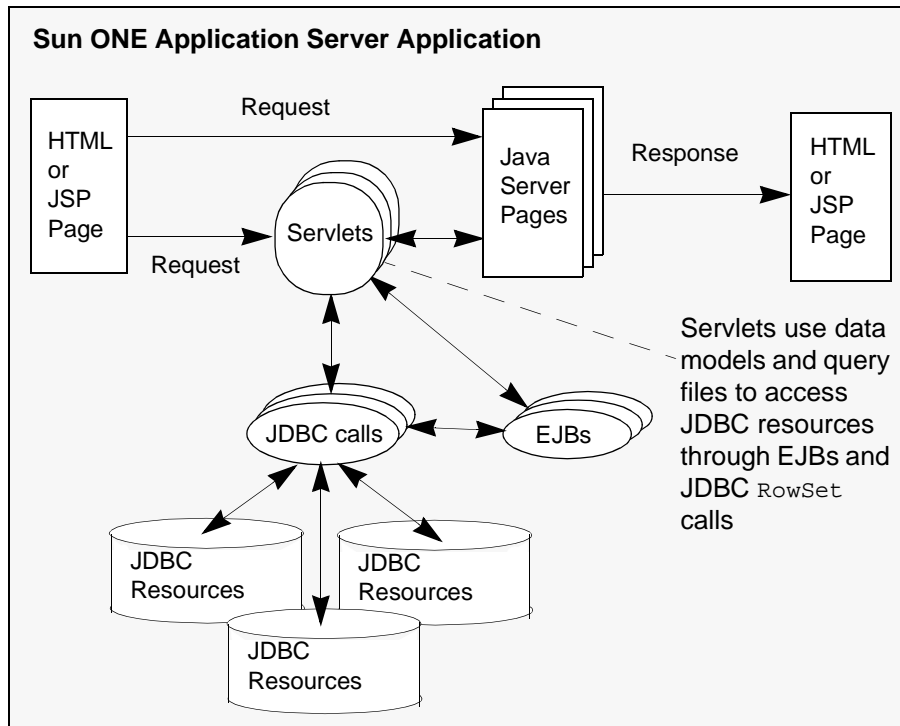 Sun ONE Application Server Application
Request
HTML
or
JSP
Page
Java
Server
Pages
Response
HTML
or
JSP
Page
Servlets
Request
Servlets use data
models and query
files to access
JDBC resources
through EJBs and
JDBC RowSet
calls
JDBC calls
EJBs
JDBC
Resources
JDBC
Resources
JDBC
Resources